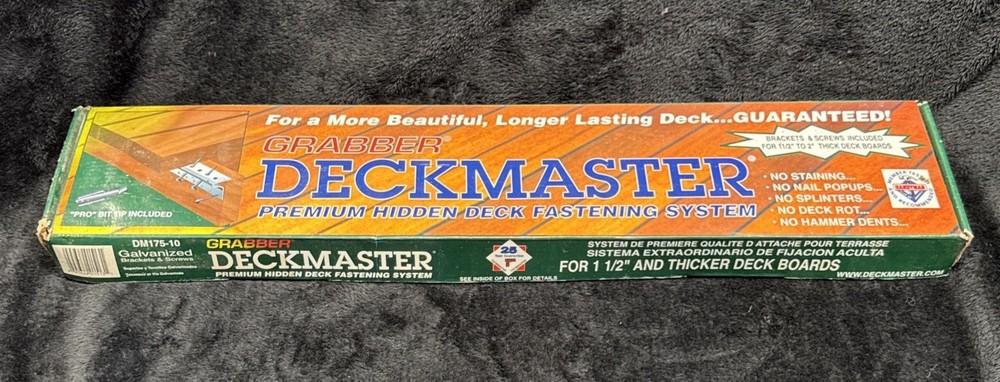 For a More Beautiful, Longer Lasting Deck...GUARANTEED!
GRABBER®
DECKMASTER®
PREMIUM HIDDEN DECK FASTENING SYSTEM
BRACKETS & SCREWS INCLUDED
FOR 1 1/2" TO 2" THICK DECK BOARDS
· NO STAINING...
· NO NAIL POPUPS...
· NO SPLINTERS...
· NO DECK ROT...
· NO HAMMER DENTS...
"PRO" BIT TIP INCLUDED
DM175-10
Galvanized
Brackets & Screws
GRABBER®
DECKMASTER®
PREMIUM HIDDEN DECK FASTENING SYSTEM
25
SEE INSIDE OF BOX FOR DETAILS
SYSTEM DE PREMIERE QUALITE D ATTACHE POUR TERRASSE
SISTEMA EXTRAORDINARIO DE FIJACION ACULTA
FOR 1 1/2" AND THICKER DECK BOARDS
WWW.DECKMASTER.COM